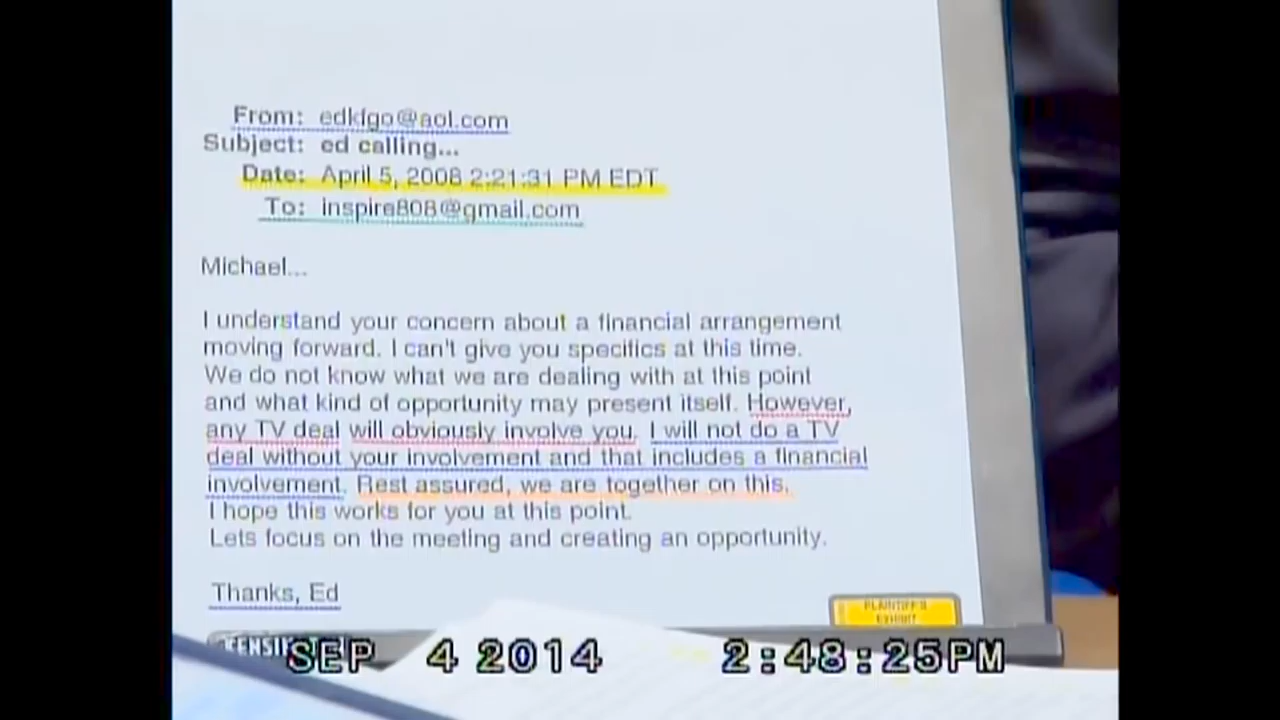 From: edkfgo@aol.com
Subject: ed calling...
Date: April 5, 2008 2:21:31 PM EDT
To: inspire808@gmail.com
Michael...
I understand your concern about a financial arrangement
moving forward. I can't give you specifics at this time.
We do not know what we are dealing with at this point
and what kind of opportunity may present itself. However,
any TV deal will obviously involve you. I will not do a TV
deal without your involvement and that includes a financial
involvement. Rest assured, we are together on this.
I hope this works for you at this point.
Lets focus on the meeting and creating an opportunity.
Thanks, Ed
PLAINTIFF'S
EXHIBIT
SEP 4 2014 2:48:25PM